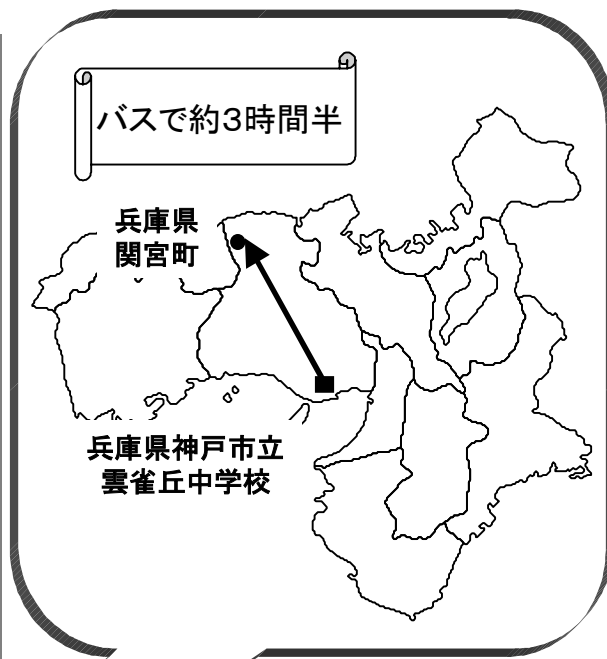 バスで約3時間半
兵庫県
関宮町
兵庫県神戸市立
雲雀丘中学校